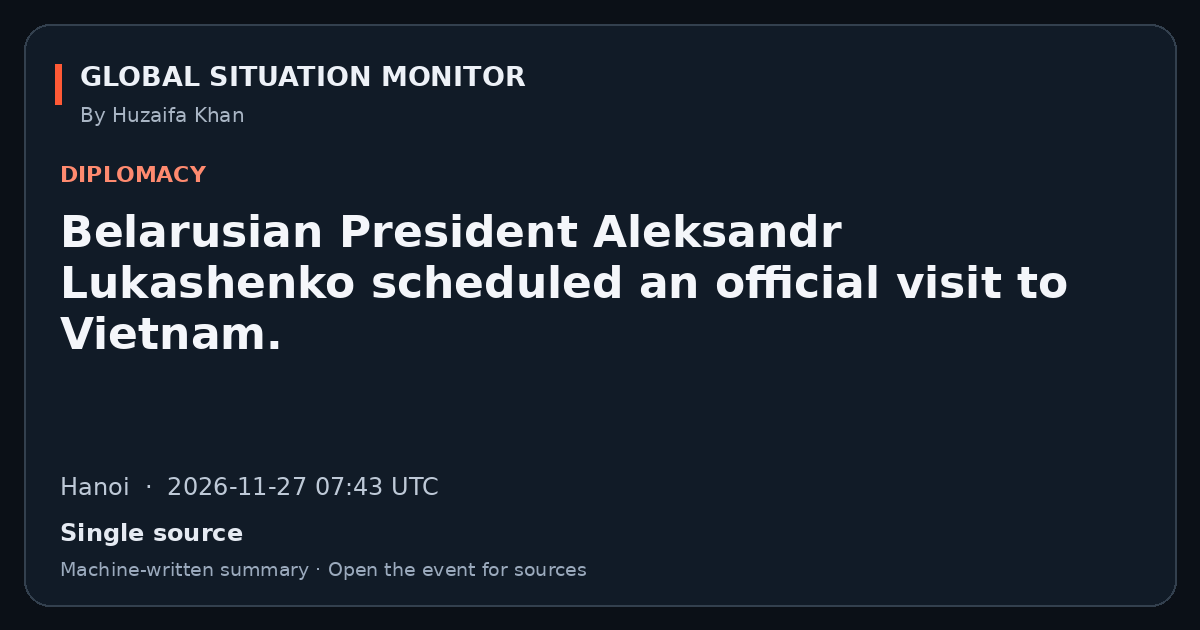 GLOBAL SITUATION MONITOR
By Huzaifa Khan
DIPLOMACY
Belarusian President Aleksandr
Lukashenko scheduled an official visit to
Vietnam.
Hanoi · 2026-11-27 07:43 UTC
Single source
Machine-written summary · Open the event for sources